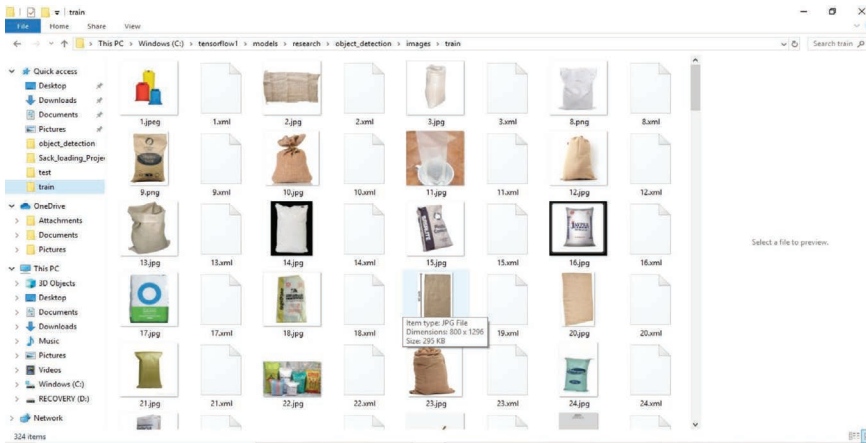 train
File Home Share View
This PC > Windows (C:) > tensorflow1 > models > research > object_detection > images > train
Search train
Quick access
Desktop
Downloads
Documents
Pictures
object_detection
Sack_loading_Proje
test
train
OneDrive
Attachments
Documents
Pictures
This PC
3D Objects
Desktop
Documents
Downloads
Music
Pictures
Videos
Windows (C:)
RECOVERY (D:)
Network
1.jpeg 1.xml 2.jpg 2.xml 3.jpg 3.xml 8.png 8.xml
9.png 9.xml 10.jpg 10.xml 11.jpg 11.xml 12.jpg 12.xml
13.jpg 13.xml 14.jpg 14.xml 15.jpg 15.xml 16.jpg 16.xml
17.jpg 17.xml 18.jpg 18.xml 19.xml 20.jpg 20.xml
Item type: JPG File
Dimensions: 800 x 1296
Size: 295 KB
21.jpg 21.xml 22.jpg 22.xml 23.jpg 23.xml 24.jpg 24.xml
Select a file to preview.
324 items